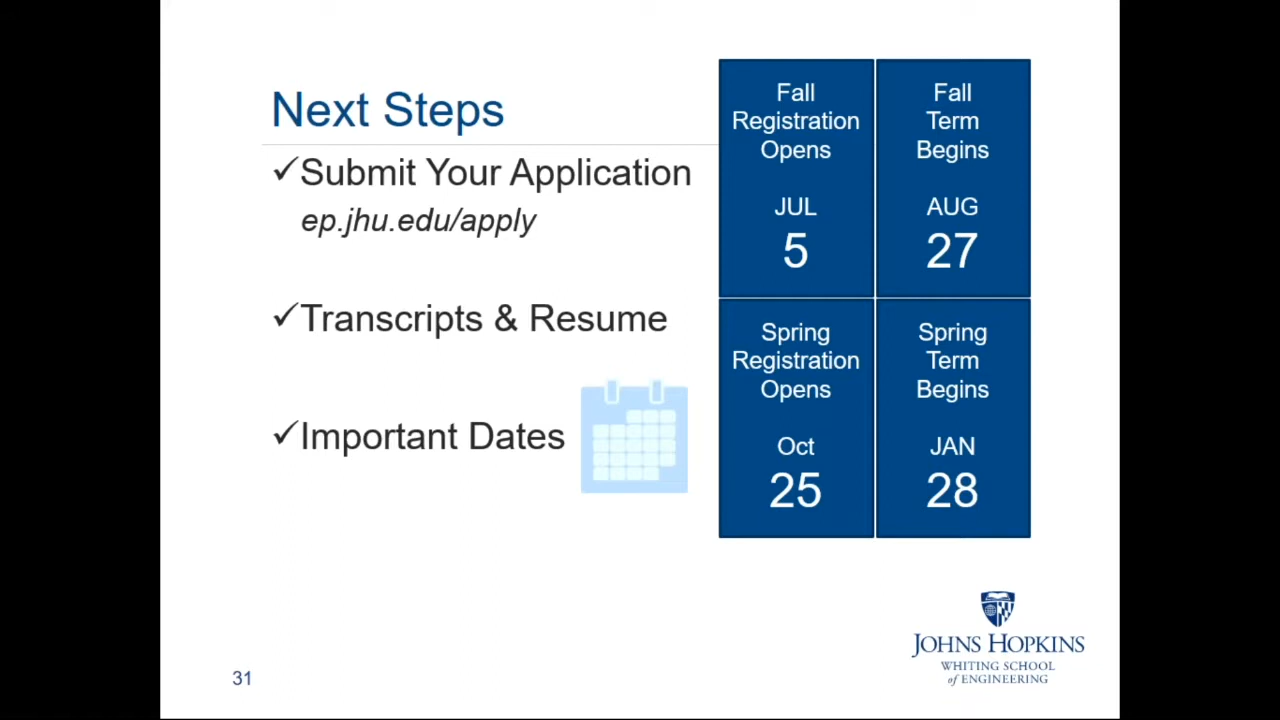 Next Steps
✓Submit Your Application
ep.jhu.edu/apply
✓Transcripts & Resume
✓Important Dates
Fall
Registration
Opens
JUL
5
Fall
Term
Begins
AUG
27
Spring
Registration
Opens
Oct
25
Spring
Term
Begins
JAN
28
JOHNS HOPKINS
WHITING SCHOOL
of ENGINEERING
31